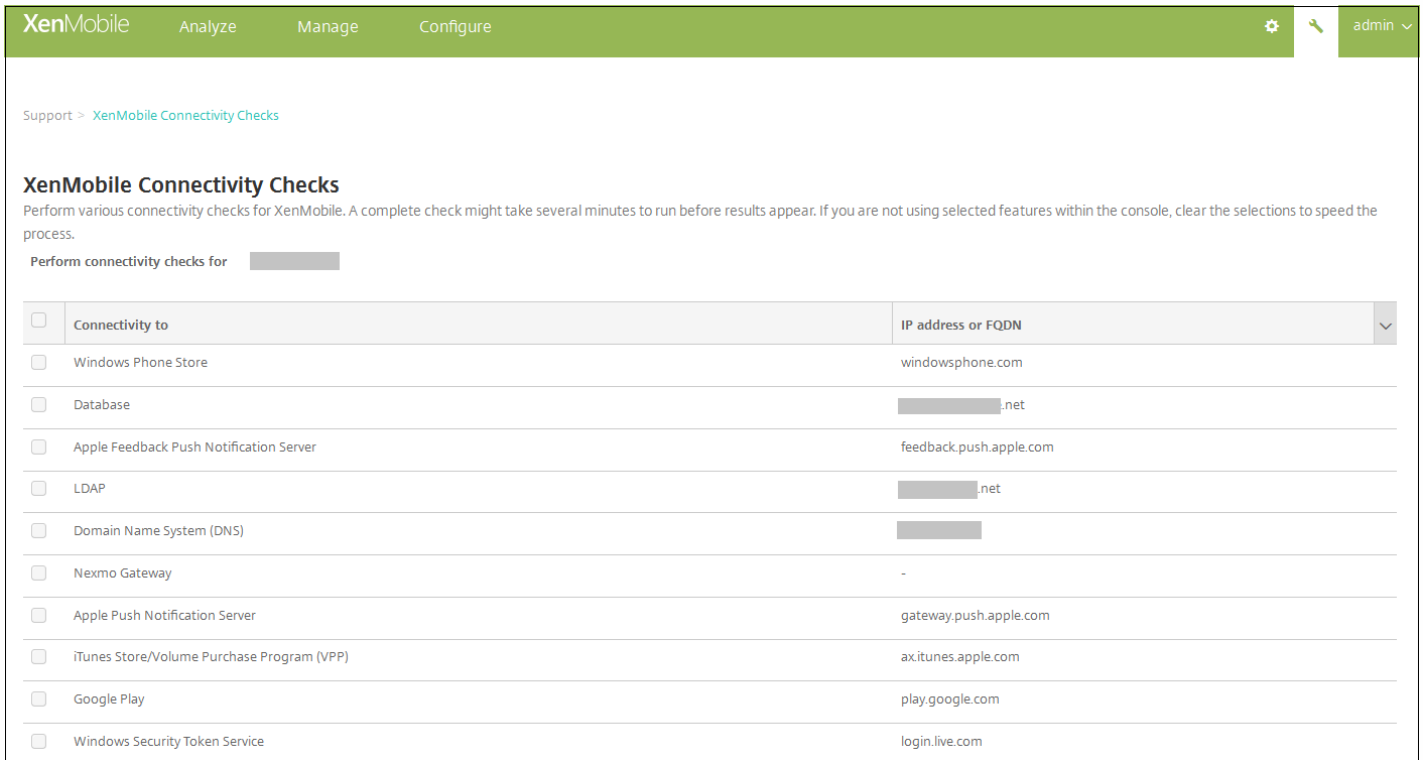 XenMobile Analyze Manage Configure admin
Support > XenMobile Connectivity Checks
XenMobile Connectivity Checks
Perform various connectivity checks for XenMobile. A complete check might take several minutes to run before results appear. If you are not using selected features within the console, clear the selections to speed the
process.
Perform connectivity checks for
Connectivity to IP address or FQDN
Windows Phone Store windowsphone.com
Database .net
Apple Feedback Push Notification Server feedback.push.apple.com
LDAP .net
Domain Name System (DNS)
Nexmo Gateway -
Apple Push Notification Server gateway.push.apple.com
iTunes Store/Volume Purchase Program (VPP) ax.itunes.apple.com
Google Play play.google.com
Windows Security Token Service login.live.com